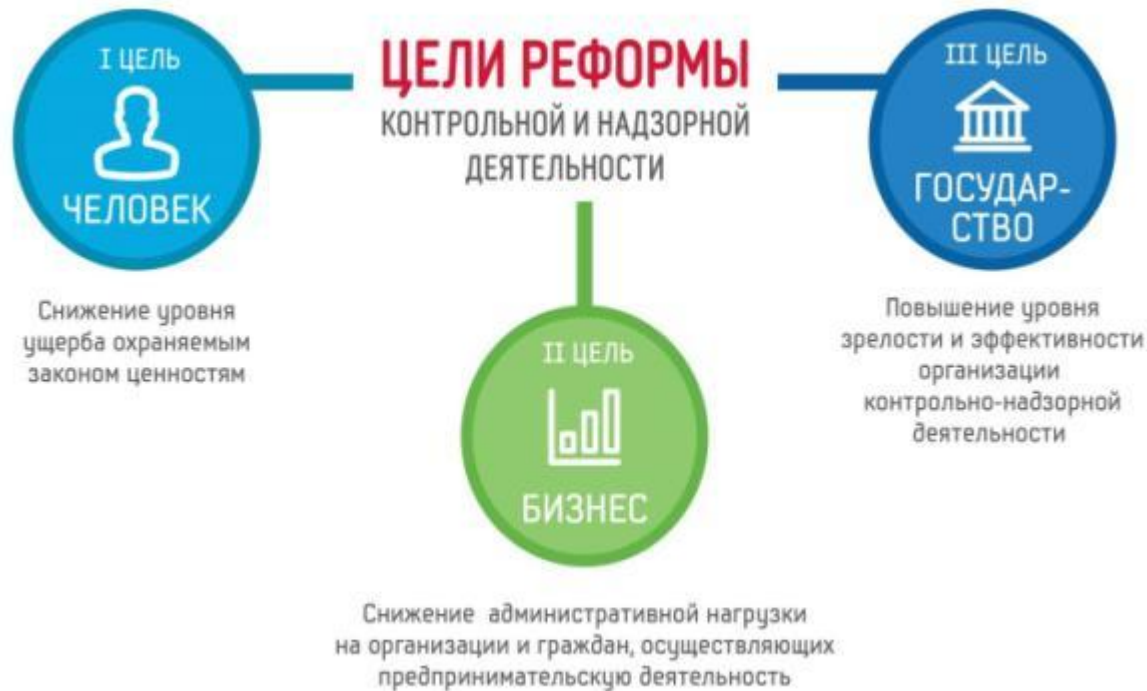 ЦЕЛИ РЕФОРМЫ
КОНТРОЛЬНОЙ И НАДЗОРНОЙ
ДЕЯТЕЛЬНОСТИ
I ЦЕЛЬ
ЧЕЛОВЕК
Снижение уровня
ущерба охраняемым
законом ценностям
II ЦЕЛЬ
БИЗНЕС
Снижение административной нагрузки
на организации и граждан, осуществляющих
предпринимательскую деятельность
III ЦЕЛЬ
ГОСУДАР-
СТВО
Повышение уровня
зрелости и эффективности
организации
контрольно-надзорной
деятельности